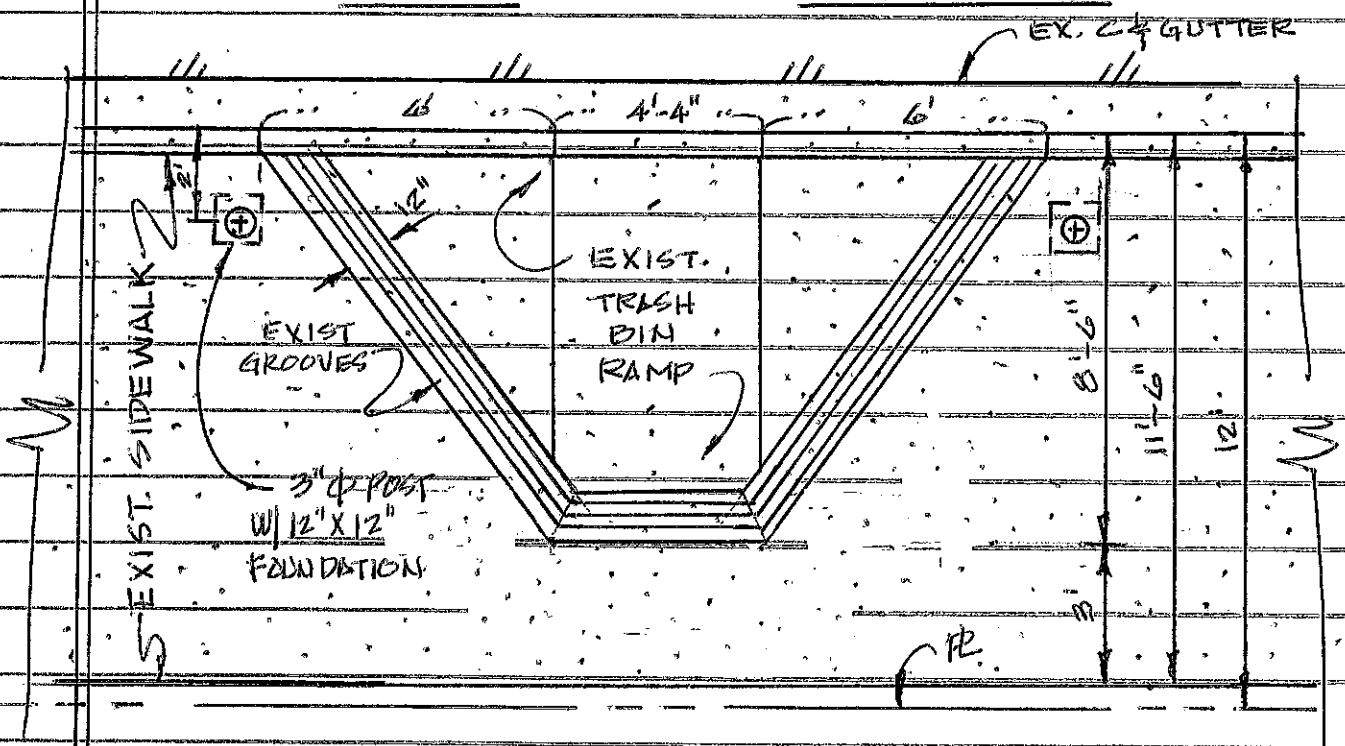 EX. C & GUTTER
6'
4'-4"
6'
2'
12"
EXIST. SIDEWALK
EXIST
GROOVES
EXIST.
TRASH
BIN
RAMP
3" Φ POST
W/ 12" X 12"
FOUNDATION
8'-6"
11'-6"
12'
3'
PL